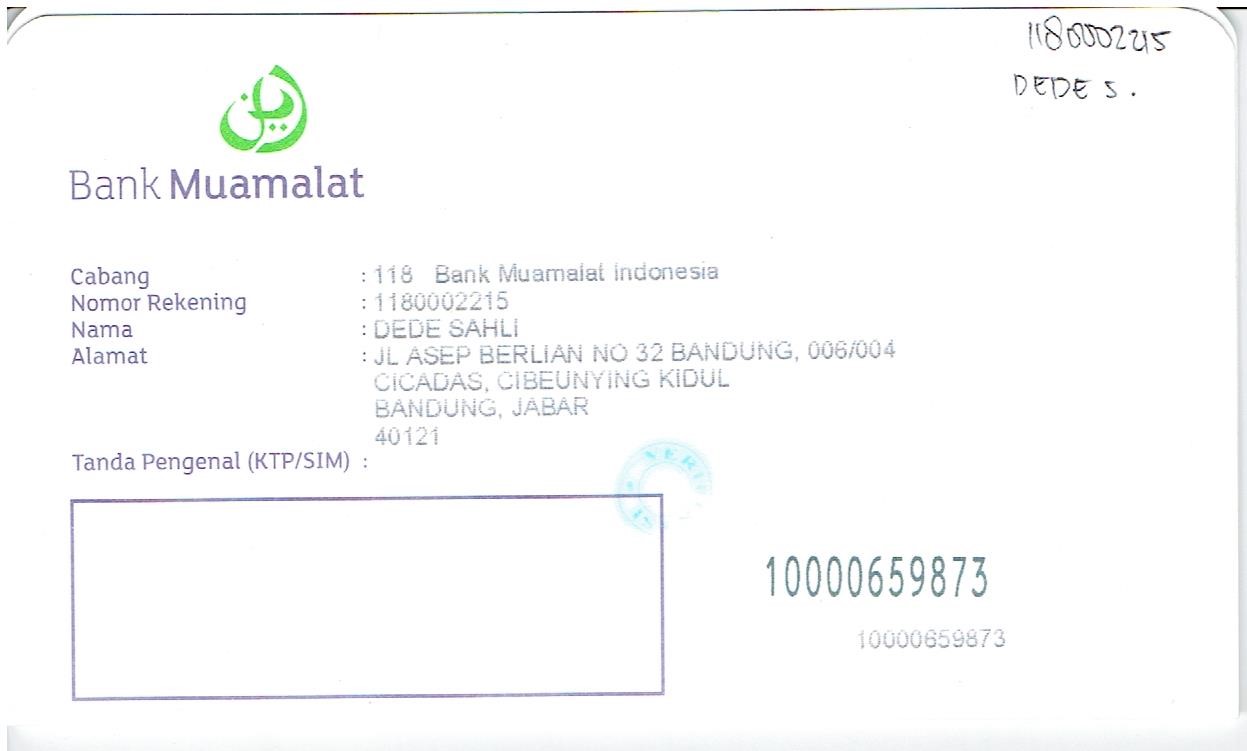 1180002215
DEDE S.
Bank Muamalat
Cabang : 118 Bank Muamalat Indonesia
Nomor Rekening : 1180002215
Nama : DEDE SAHLI
Alamat : JL ASEP BERLIAN NO 32 BANDUNG, 006/004
CICADAS, CIBEUNYING KIDUL
BANDUNG, JABAR
40121
Tanda Pengenal (KTP/SIM) :
10000659873
10000659873